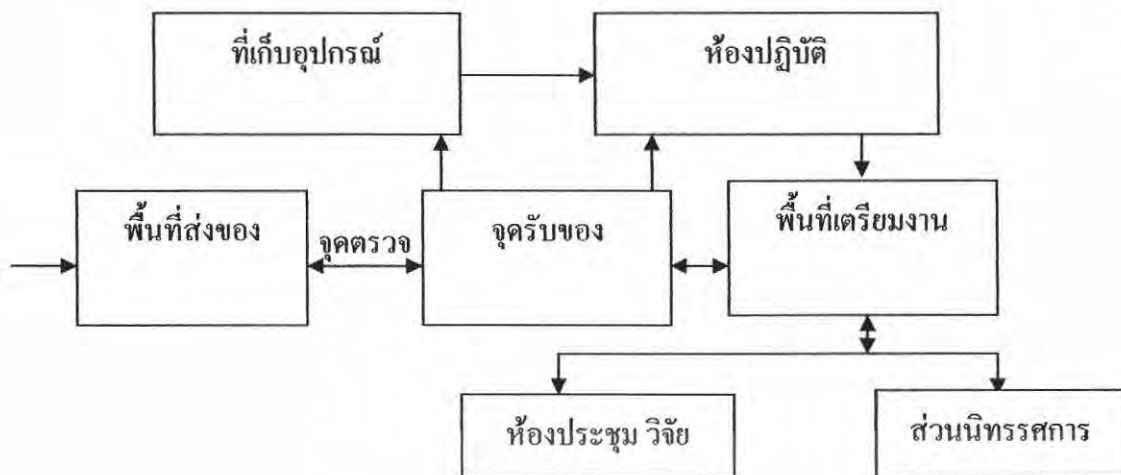 ที่เก็บอุปกรณ์
ห้องปฏิบัติ
พื้นที่ส่งของ
จุดตรวจ
จุดรับของ
พื้นที่เตรียมงาน
ห้องประชุม วิจัย
ส่วนนิทรรศการ